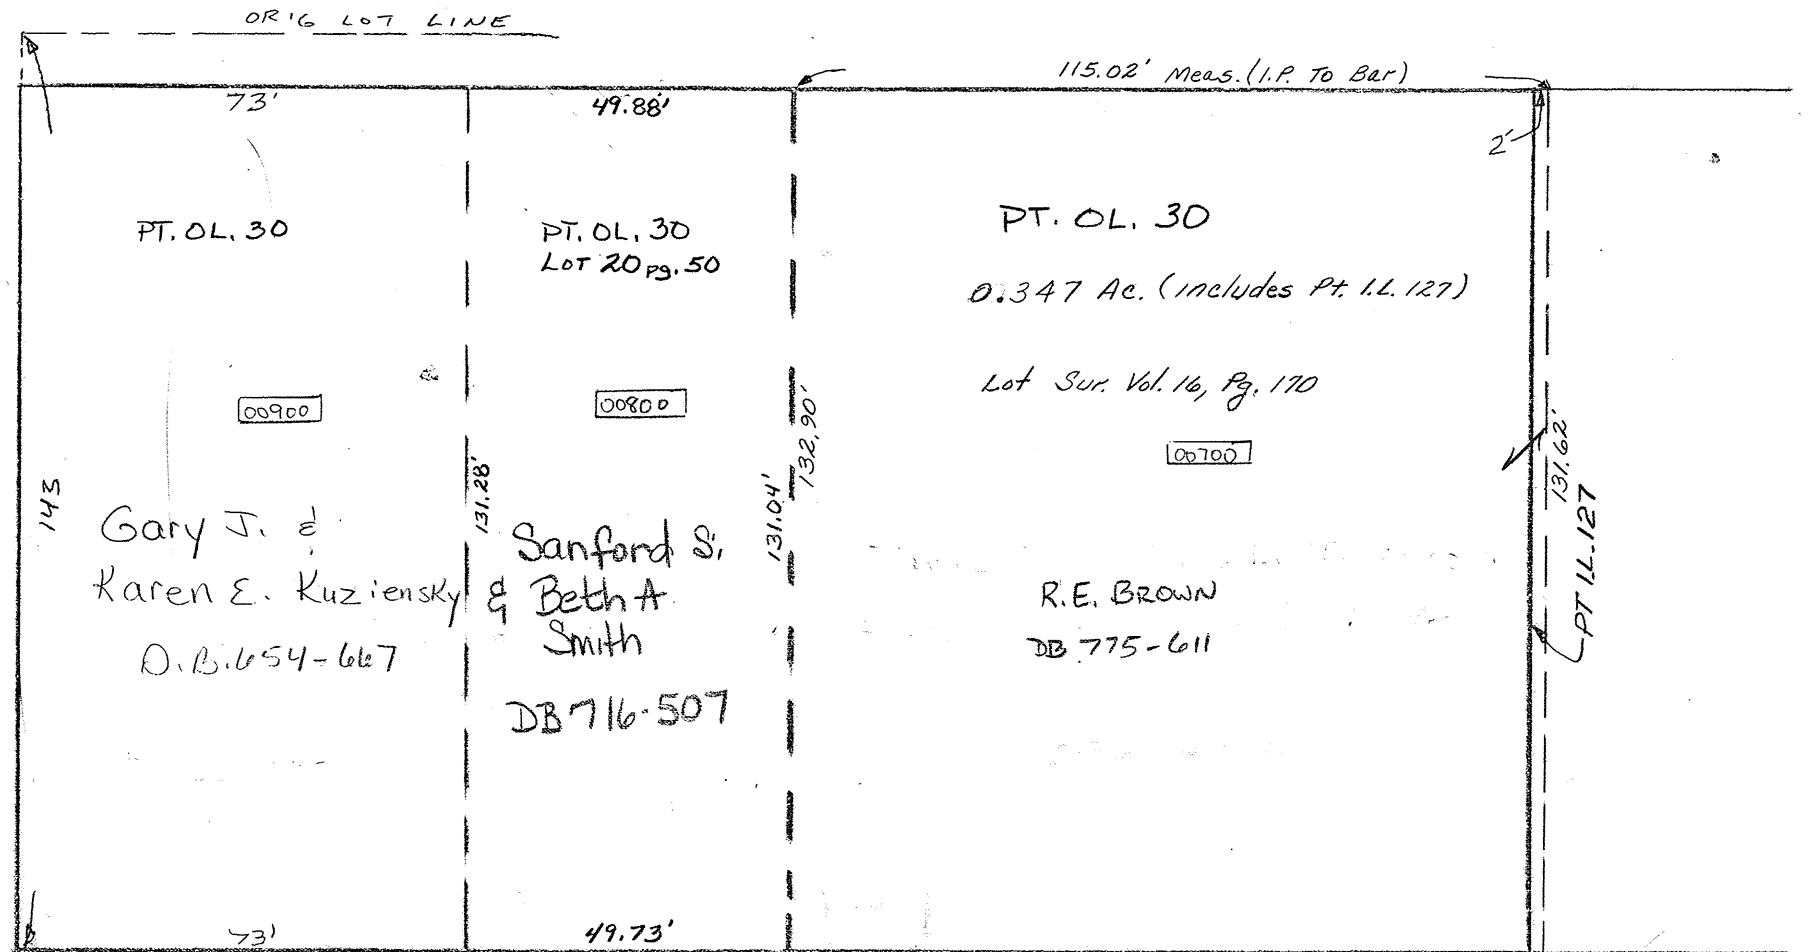 OR'G LOT LINE
115.02' Meas. (I.P. To Bar)
73'
49.88'
2'
PT. OL. 30
PT. OL. 30
LOT 20 pg. 50
PT. OL. 30
0.347 Ac. (includes Pt. I.L. 127)
Lot Sur. Vol. 16, Pg. 170
00900
00800
00700
143
131.28'
131.04'
132.90'
131.62'
PT I.L. 127
Gary J. &
Karen E. Kuziensky
D.B. 654-667
Sanford S.
& Beth A.
Smith
DB 716-507
R.E. BROWN
DB 775-611
73'
49.73'